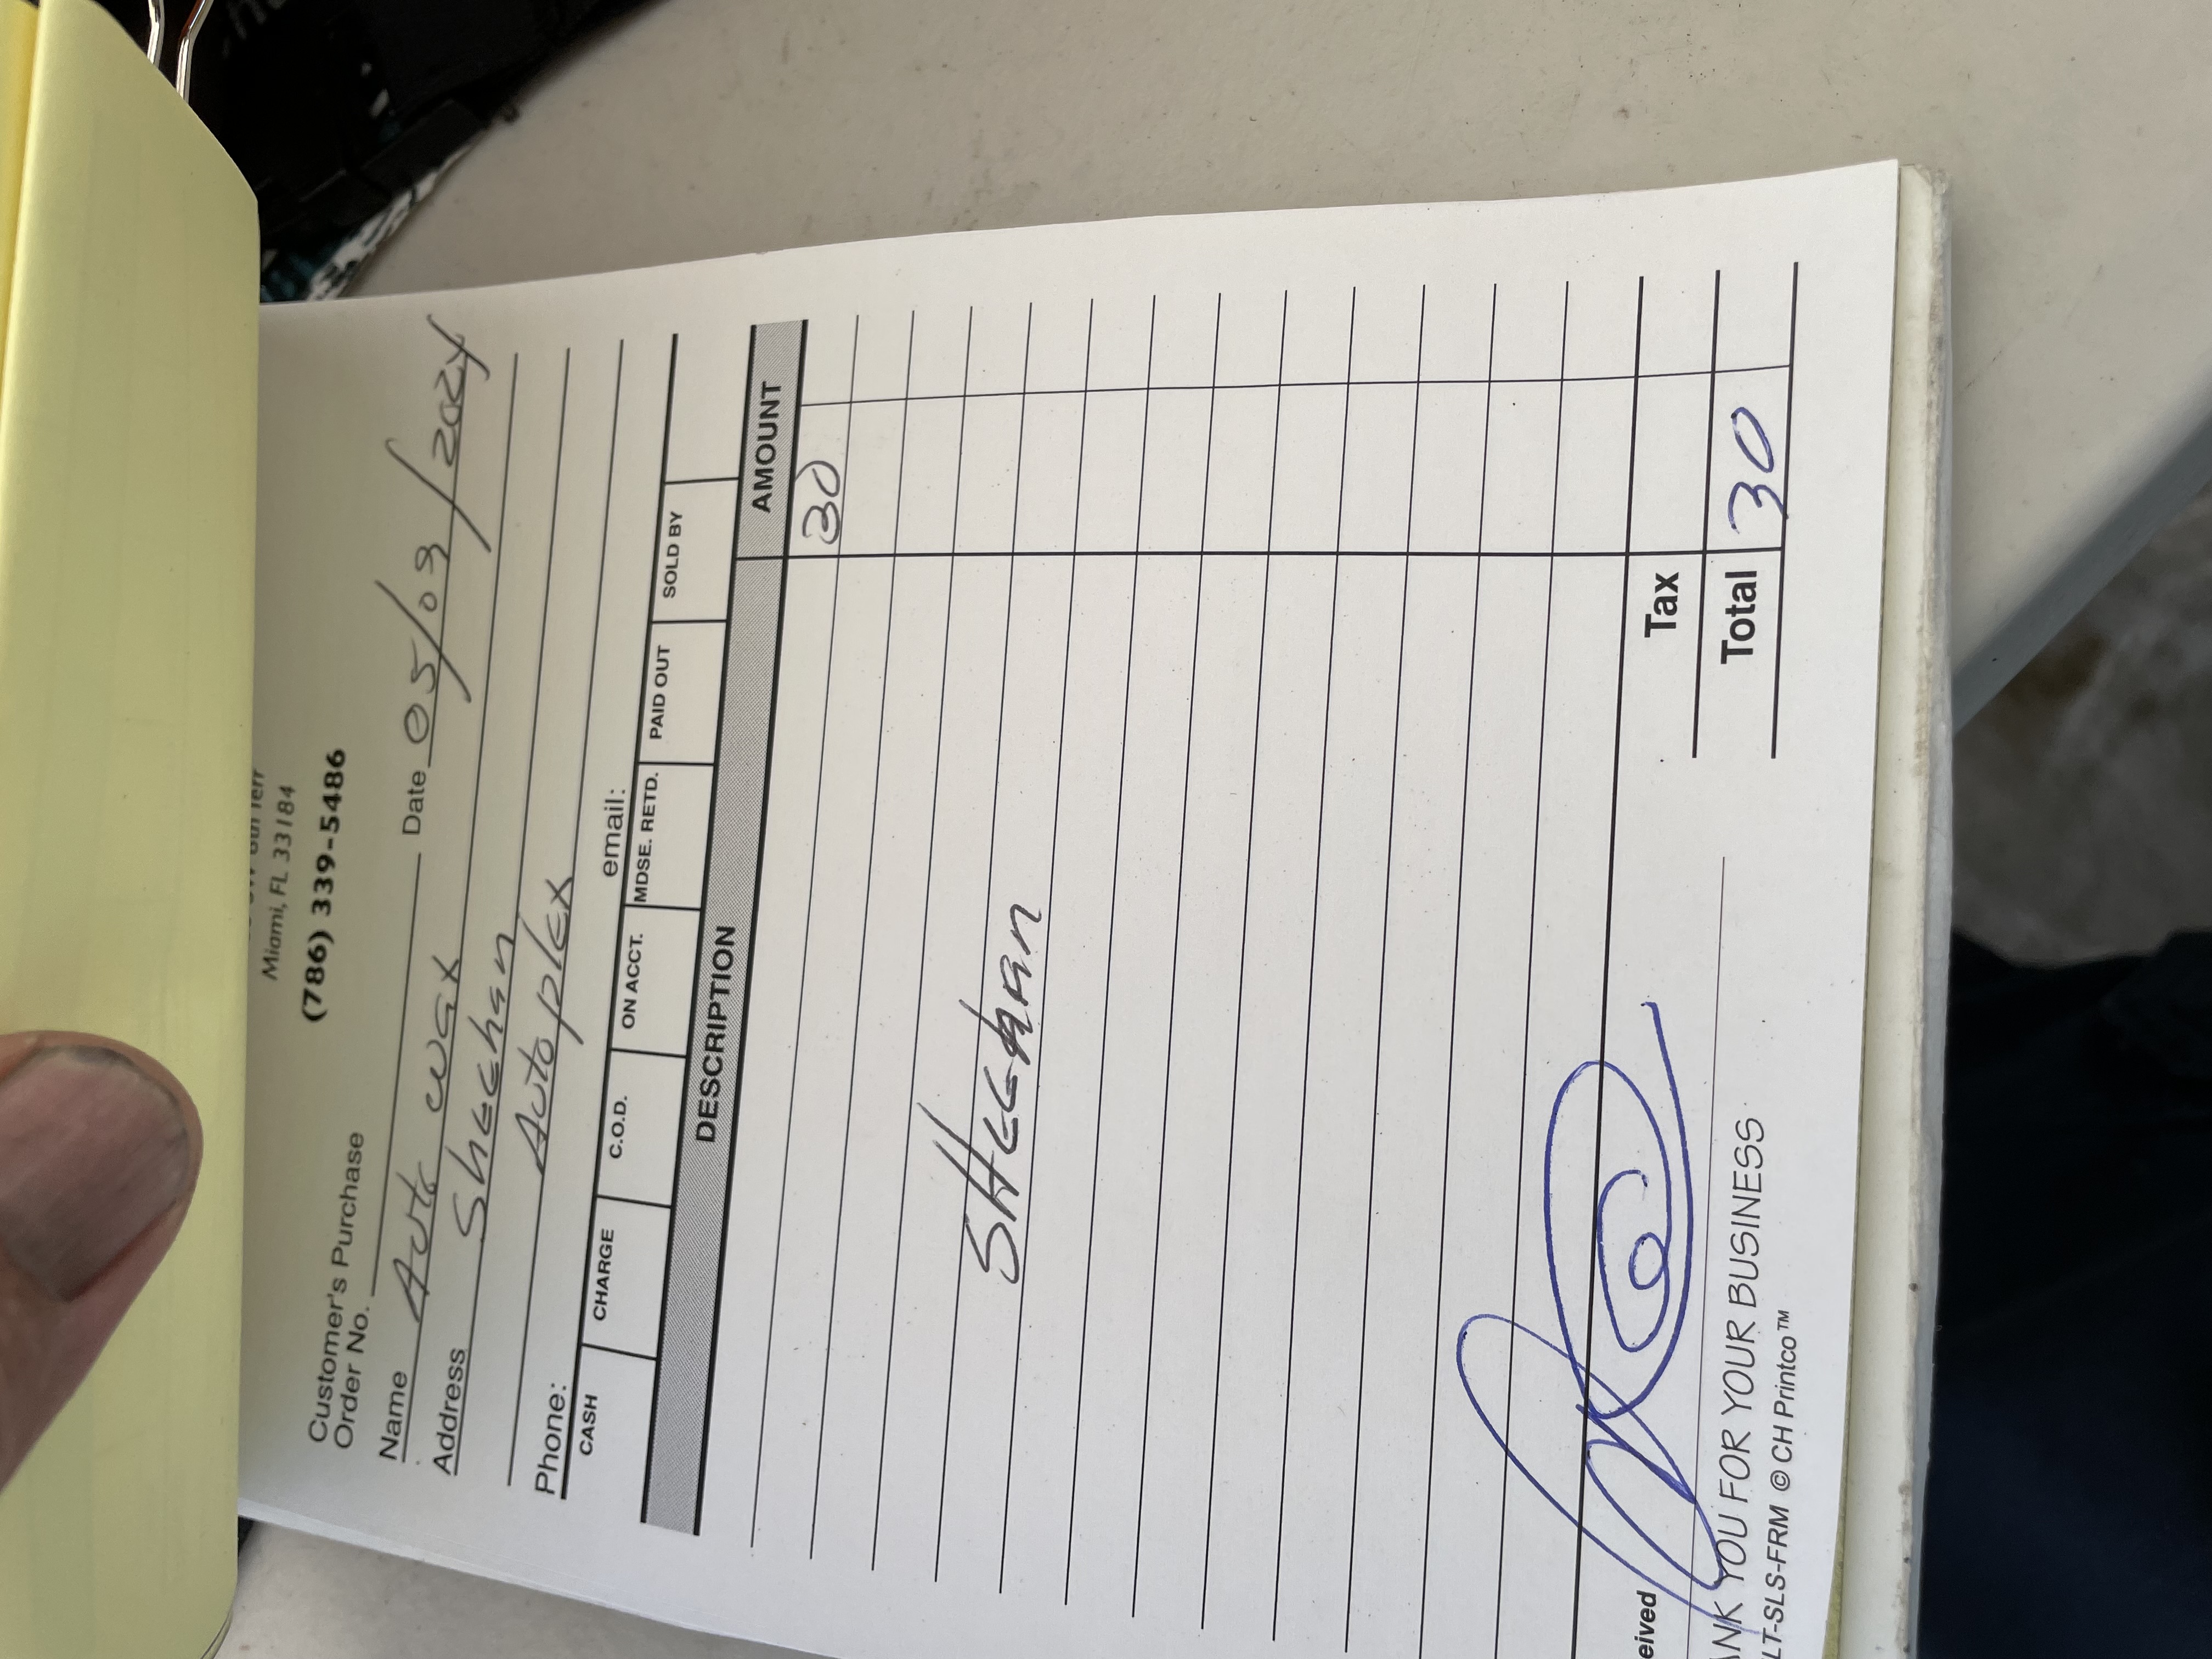 Miami, FL 33184
(786) 339-5486
Customer's Purchase
Order No. Date 05/03/2024
Name Auto wax
Address Sheehan
Autoplex
Phone: email:
CASH CHARGE C.O.D. ON ACCT. MDSE. RETD. PAID OUT SOLD BY
DESCRIPTION AMOUNT
30
SHEEHAN
Tax
Total 30
YOU FOR YOUR BUSINESS
LT-SLS-FRM © CH Printco™